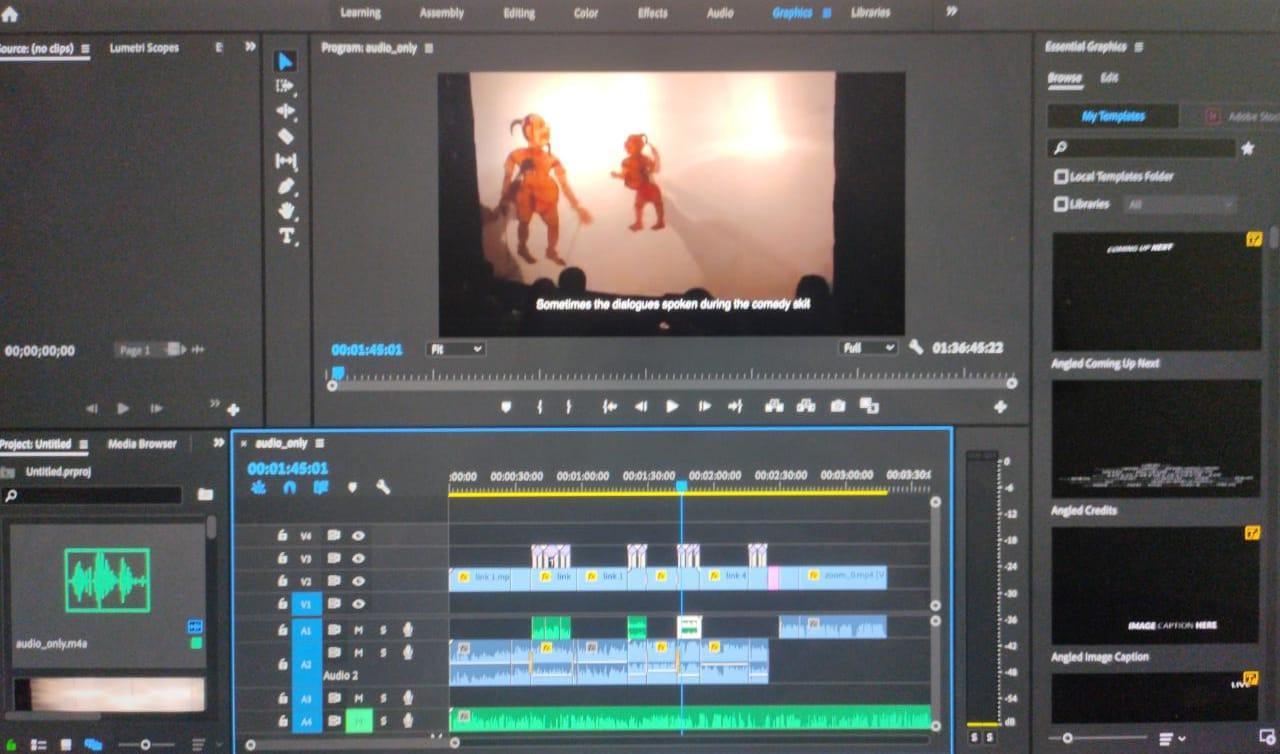 Learning Assembly Editing Color Effects Audio Graphics Libraries
Source: (no clips) Lumetri Scopes E
Program: audio_only
Essential Graphics
Browse Edit
My Templates Adobe Stoc
Local Templates Folder
Libraries All
COMING UP NEXT
Angled Coming Up Next
Sometimes the dialogues spoken during the comedy skit
00;00;00;00 Page 1
00:01:45:01 Fit Full 01:36:45:22
Angled Credits
IMAGE CAPTION HERE
Angled Image Caption
LIVE
Project: Untitled Media Browser
Untitled.prproj
audio_only.m4a
audio_only
00:01:45:01
:00:00 00:00:30:00 00:01:00:00 00:01:30:00 00:02:00:00 00:02:30:00 00:03:00:00 00:03:30:0
V4
V3
V2 link 1.mp link link 1 link 4 zoom_0.mp4 [V
V1
A1 M S
A2 M S
Audio 2
A3 M S
A4 M S
0
-6
-12
-18
-24
-30
-36
-42
-48
-54
dB
S S